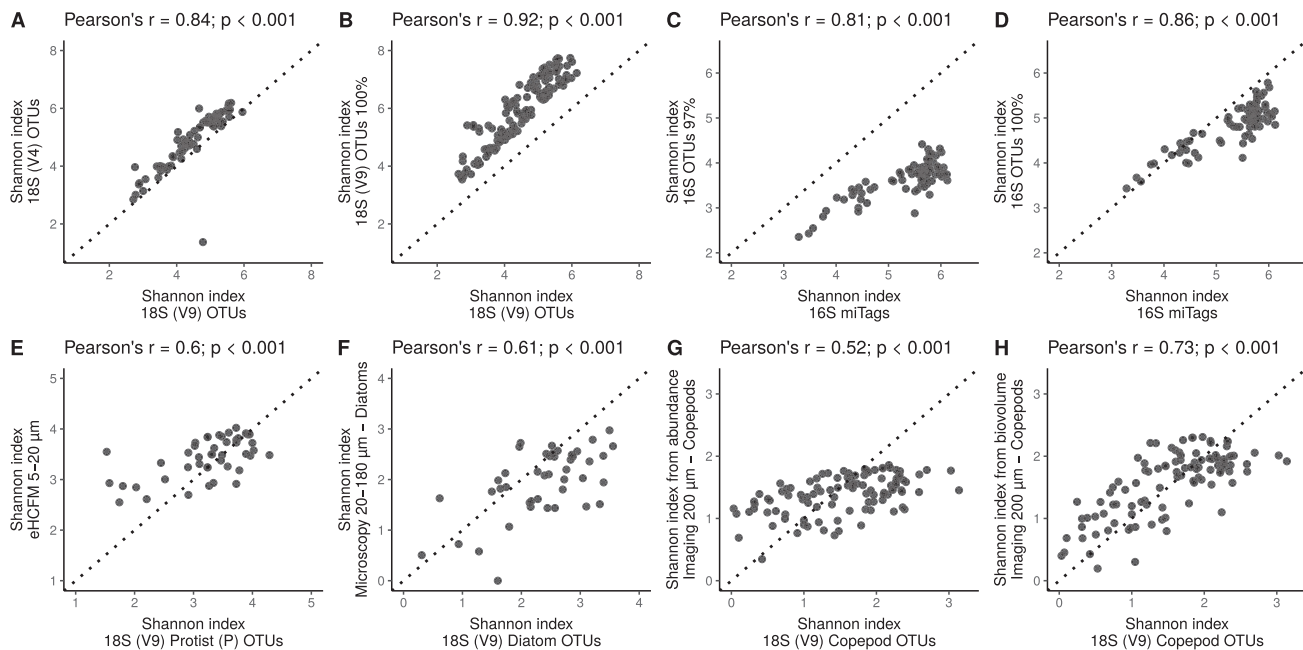 A Pearson's r = 0.84; p < 0.001
8
6
4
2
2 4 6 8
Shannon index
18S (V4) OTUs
Shannon index
18S (V9) OTUs
B Pearson's r = 0.92; p < 0.001
8
6
4
2
2 4 6 8
Shannon index
18S (V9) OTUs 100%
Shannon index
18S (V9) OTUs
C Pearson's r = 0.81; p < 0.001
6
5
4
3
2
2 3 4 5 6
Shannon index
16S OTUs 97%
Shannon index
16S miTags
D Pearson's r = 0.86; p < 0.001
6
5
4
3
2
2 3 4 5 6
Shannon index
16S OTUs 100%
Shannon index
16S miTags
E Pearson's r = 0.6; p < 0.001
5
4
3
2
1
1 2 3 4 5
Shannon index
eHCFM 5−20 µm
Shannon index
18S (V9) Protist (P) OTUs
F Pearson's r = 0.61; p < 0.001
4
3
2
1
0
0 1 2 3 4
Shannon index
Microscopy 20−180 µm − Diatoms
Shannon index
18S (V9) Diatom OTUs
G Pearson's r = 0.52; p < 0.001
3
2
1
0
0 1 2 3
Shannon index from abundance
Imaging 200 µm − Copepods
Shannon index
18S (V9) Copepod OTUs
H Pearson's r = 0.73; p < 0.001
3
2
1
0
0 1 2 3
Shannon index from biovolume
Imaging 200 µm − Copepods
Shannon index
18S (V9) Copepod OTUs